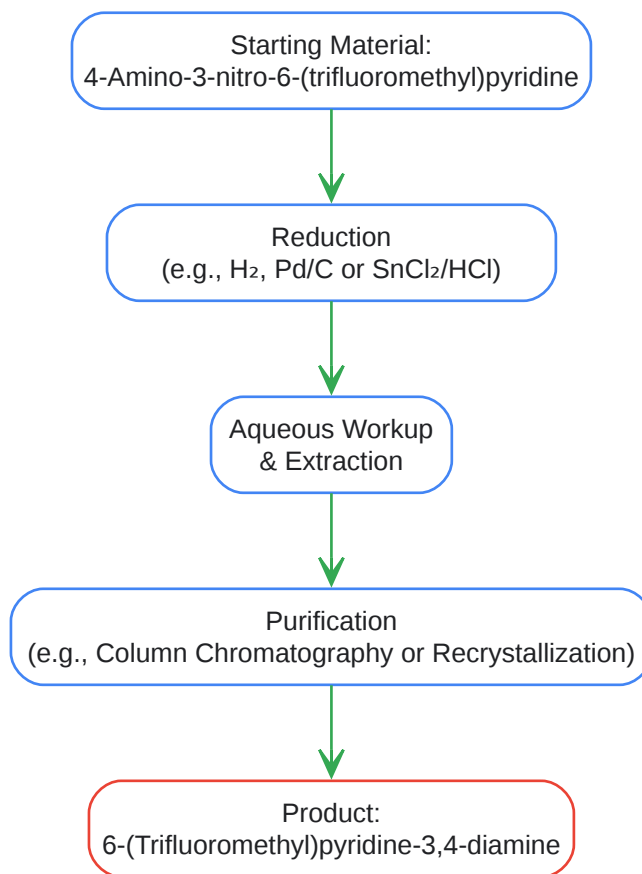 Starting Material:
4-Amino-3-nitro-6-(trifluoromethyl)pyridine
Reduction
(e.g., H₂, Pd/C or SnCl₂/HCl)
Aqueous Workup
& Extraction
Purification
(e.g., Column Chromatography or Recrystallization)
Product:
6-(Trifluoromethyl)pyridine-3,4-diamine